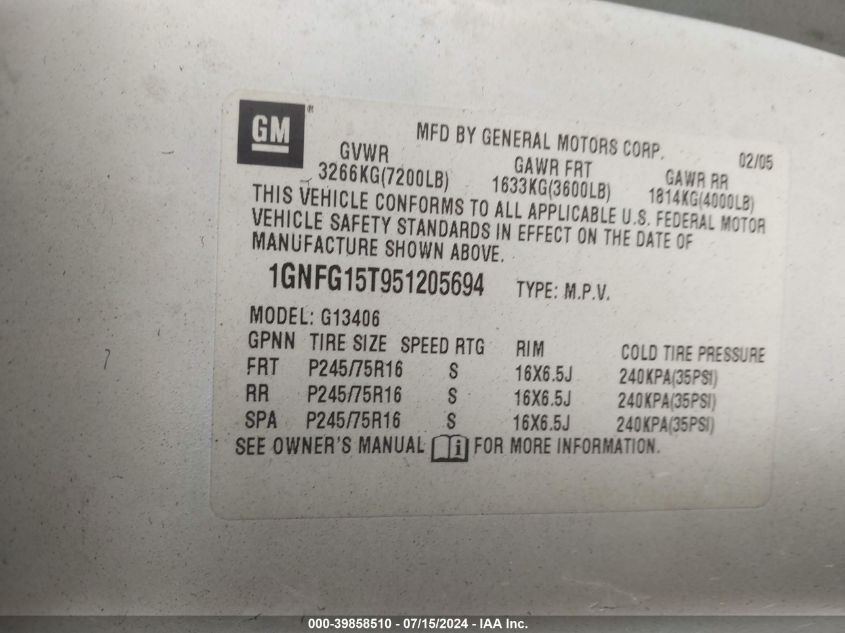 GM ®
MFD BY GENERAL MOTORS CORP. 02/05
GVWR GAWR FRT GAWR RR
3266KG(7200LB) 1633KG(3600LB) 1814KG(4000LB)
THIS VEHICLE CONFORMS TO ALL APPLICABLE U.S. FEDERAL MOTOR
VEHICLE SAFETY STANDARDS IN EFFECT ON THE DATE OF
MANUFACTURE SHOWN ABOVE.
1GNFG15T951205694 TYPE: M.P.V.
MODEL: G13406
GPNN TIRE SIZE SPEED RTG RIM COLD TIRE PRESSURE
FRT P245/75R16 S 16X6.5J 240KPA(35PSI)
RR P245/75R16 S 16X6.5J 240KPA(35PSI)
SPA P245/75R16 S 16X6.5J 240KPA(35PSI)
SEE OWNER'S MANUAL i FOR MORE INFORMATION.
000-39858510 - 07/15/2024 - IAA Inc.